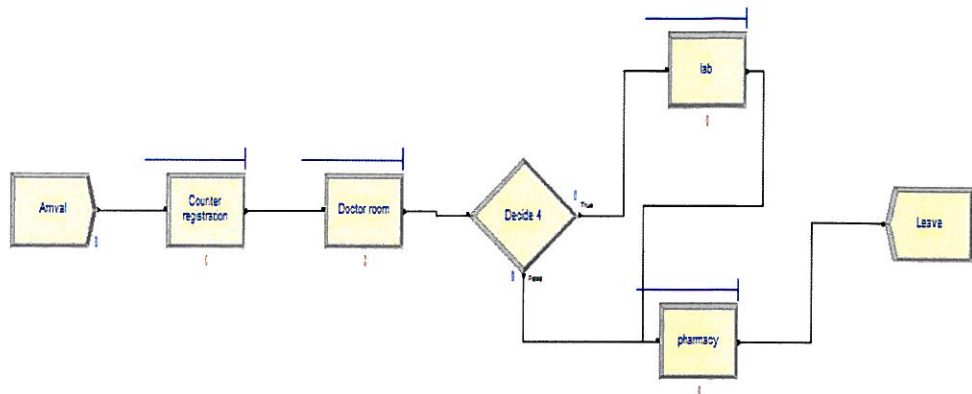 lab
Arrival
Counter
registration
Doctor room
Decide 4
True
False
Leave
pharmacy